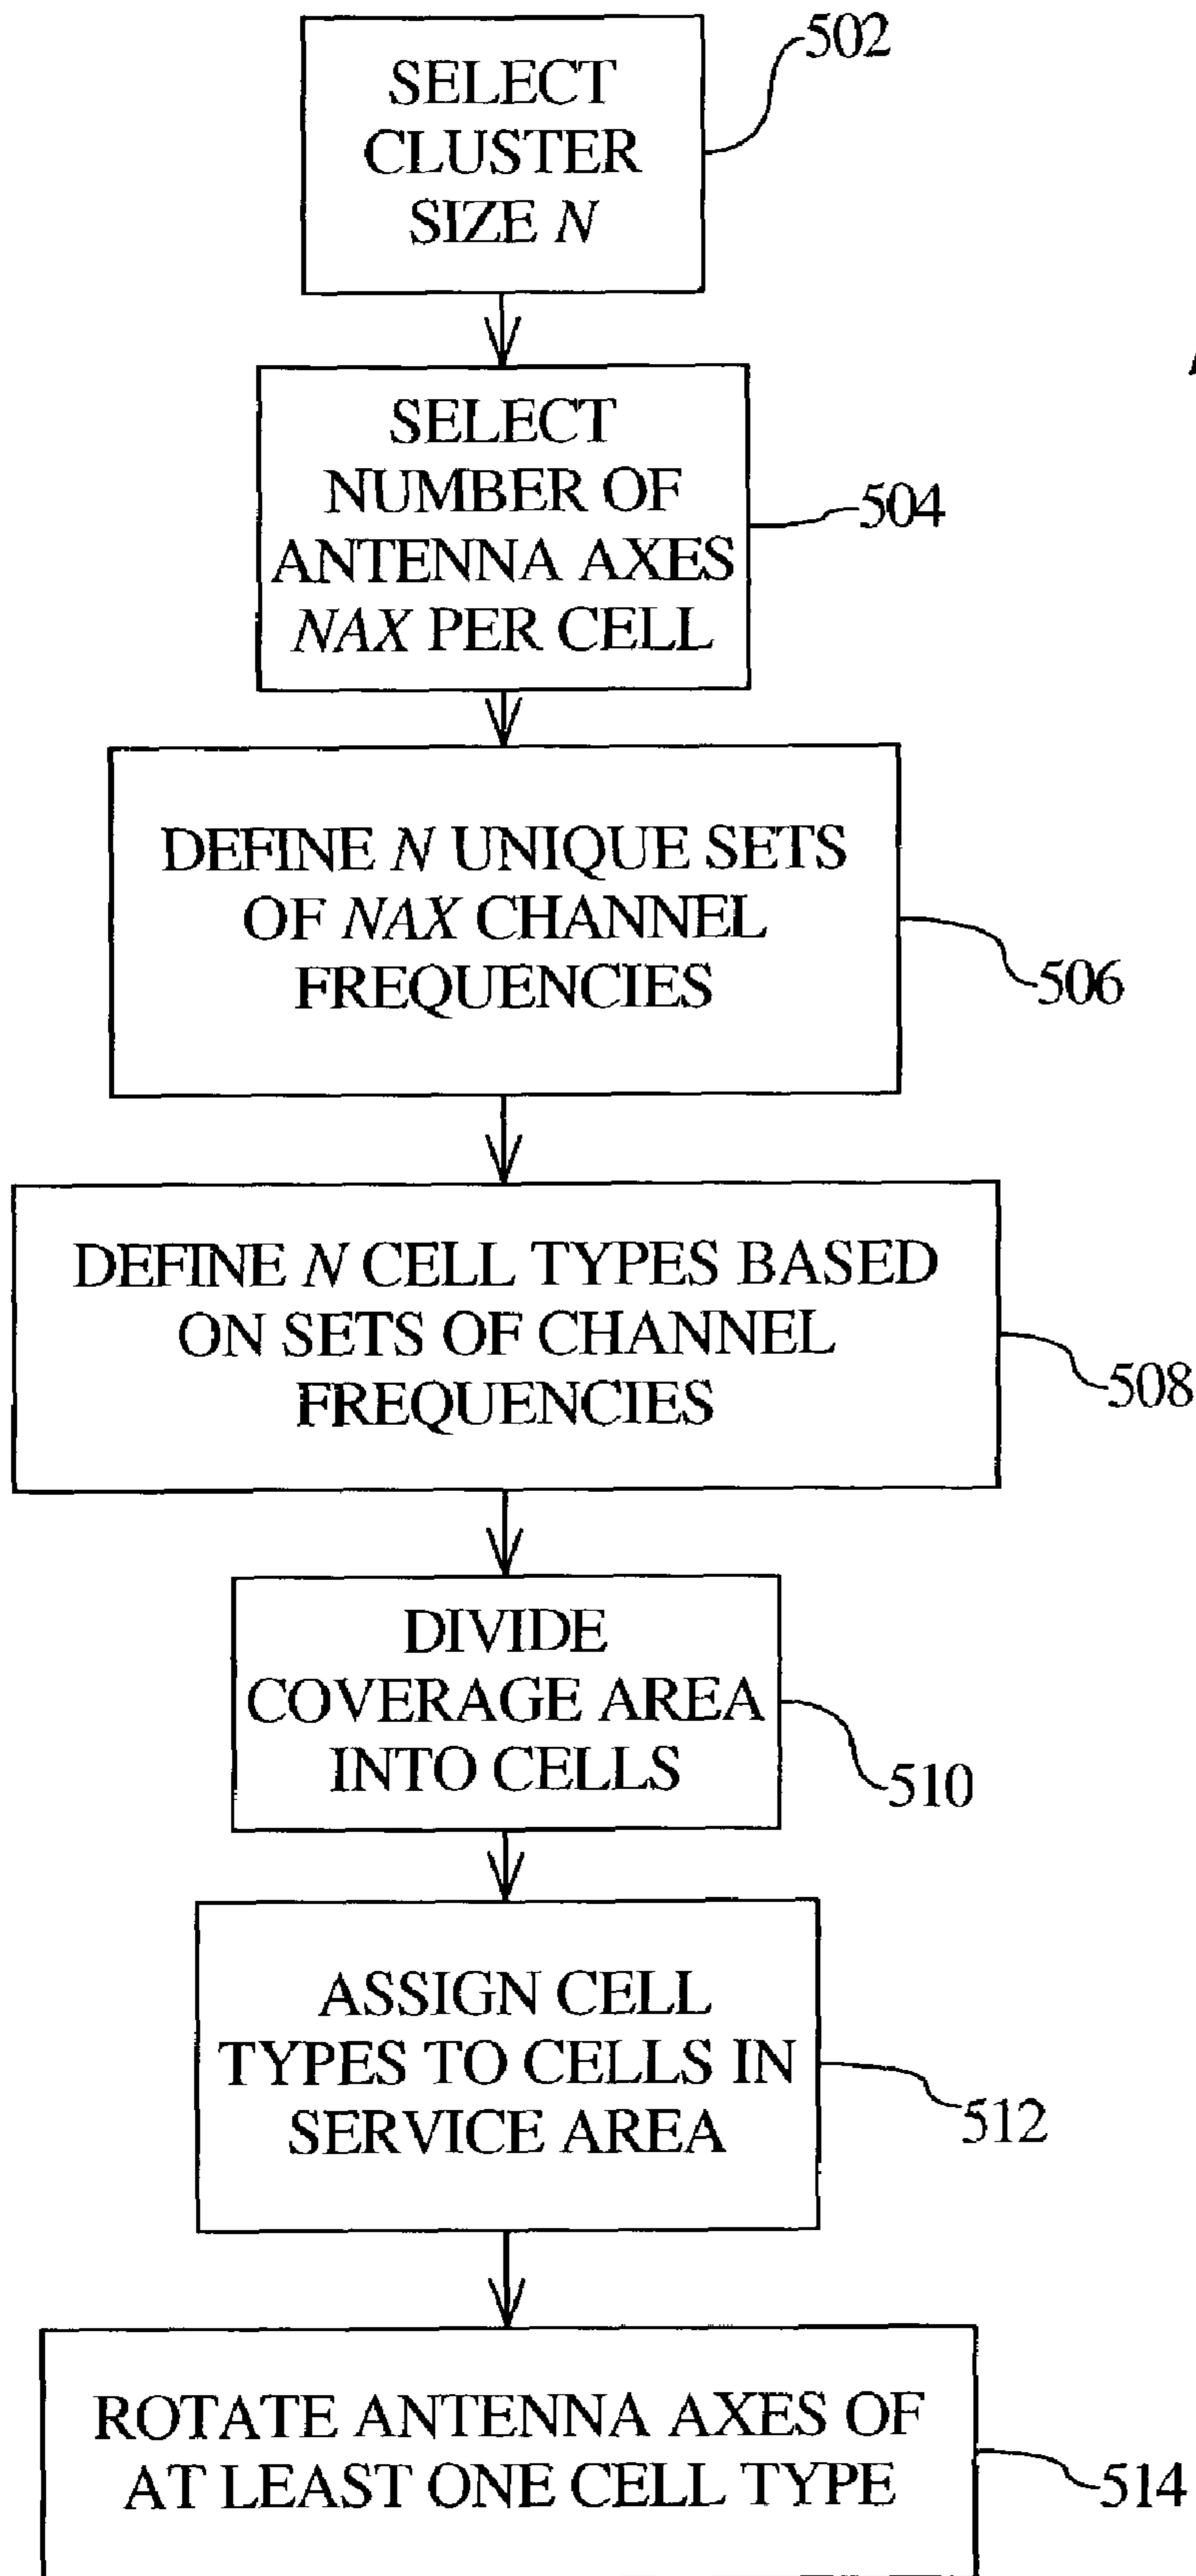 502
SELECT
CLUSTER
SIZE N
SELECT
NUMBER OF
ANTENNA AXES
NAX PER CELL
504
DEFINE N UNIQUE SETS
OF NAX CHANNEL
FREQUENCIES
506
DEFINE N CELL TYPES BASED
ON SETS OF CHANNEL
FREQUENCIES
508
DIVIDE
COVERAGE AREA
INTO CELLS
510
ASSIGN CELL
TYPES TO CELLS IN
SERVICE AREA
512
ROTATE ANTENNA AXES OF
AT LEAST ONE CELL TYPE
514